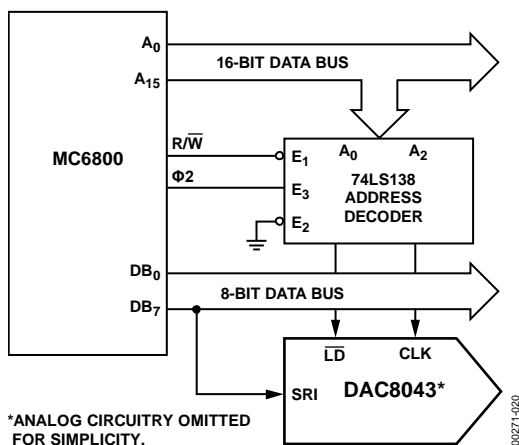 A0
16-BIT DATA BUS
A15
MC6800
R/W̅
E1
A0
A2
Φ2
E3
74LS138
ADDRESS
DECODER
E2
DB0
8-BIT DATA BUS
DB7
L̅D̅
CLK
SRI
DAC8043*
*ANALOG CIRCUITRY OMITTED
FOR SIMPLICITY.
00271-020